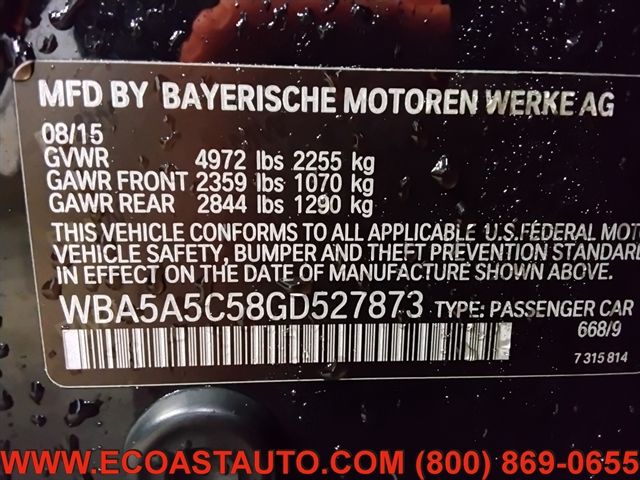 MFD BY BAYERISCHE MOTOREN WERKE AG
08/15
GVWR 4972 lbs 2255 kg
GAWR FRONT 2359 lbs 1070 kg
GAWR REAR 2844 lbs 1290 kg
THIS VEHICLE CONFORMS TO ALL APPLICABLE U.S.FEDERAL MOT
VEHICLE SAFETY, BUMPER AND THEFT PREVENTION STANDARD
IN EFFECT ON THE DATE OF MANUFACTURE SHOWN ABOVE.
WBA5A5C58GD527873 TYPE: PASSENGER CAR
668/9
7 315 814
WWW.ECOASTAUTO.COM (800) 869-0655